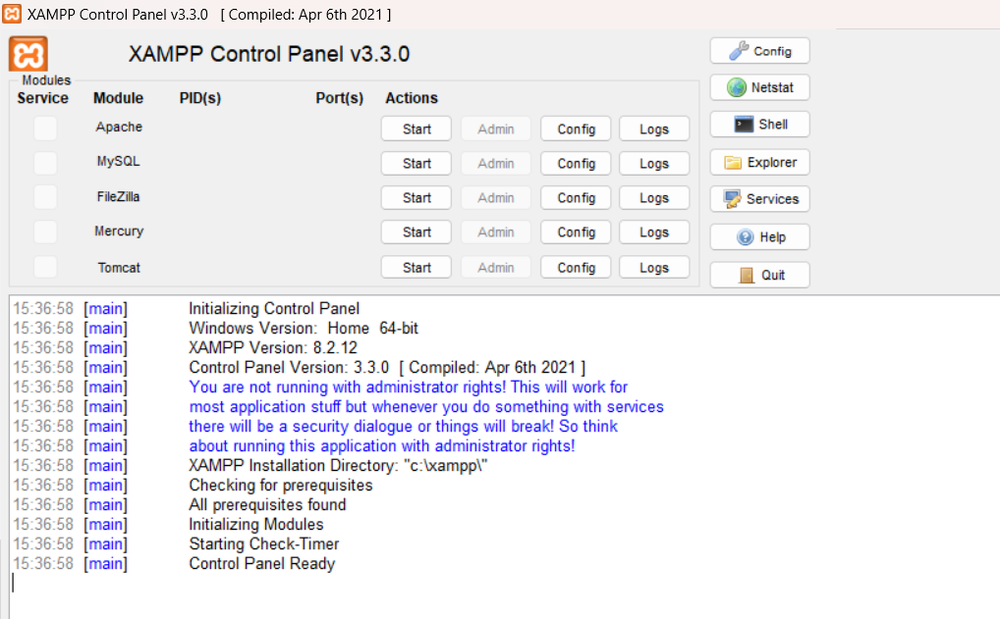 XAMPP Control Panel v3.3.0 [ Compiled: Apr 6th 2021 ]
XAMPP Control Panel v3.3.0
Config
Modules
Service Module PID(s) Port(s) Actions
Netstat
Apache Start Admin Config Logs
Shell
MySQL Start Admin Config Logs
Explorer
FileZilla Start Admin Config Logs
Services
Mercury Start Admin Config Logs
Help
Tomcat Start Admin Config Logs
Quit
15:36:58 [main] Initializing Control Panel
15:36:58 [main] Windows Version: Home 64-bit
15:36:58 [main] XAMPP Version: 8.2.12
15:36:58 [main] Control Panel Version: 3.3.0 [ Compiled: Apr 6th 2021 ]
15:36:58 [main] You are not running with administrator rights! This will work for
15:36:58 [main] most application stuff but whenever you do something with services
15:36:58 [main] there will be a security dialogue or things will break! So think
15:36:58 [main] about running this application with administrator rights!
15:36:58 [main] XAMPP Installation Directory: "c:\xampp\"
15:36:58 [main] Checking for prerequisites
15:36:58 [main] All prerequisites found
15:36:58 [main] Initializing Modules
15:36:58 [main] Starting Check-Timer
15:36:58 [main] Control Panel Ready